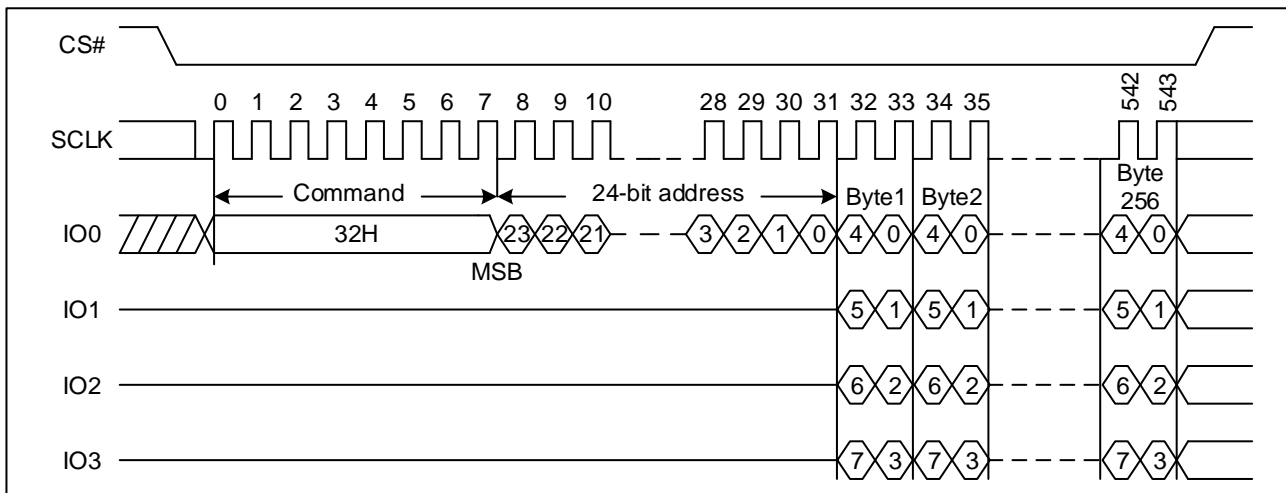 CS#
0 1 2 3 4 5 6 7 8 9 10 28 29 30 31 32 33 34 35 542 543
SCLK
Command 24-bit address Byte1 Byte2 Byte
256
IO0 32H 23 22 21 3 2 1 0 4 0 4 0 4 0
MSB
IO1 5 1 5 1 5 1
IO2 6 2 6 2 6 2
IO3 7 3 7 3 7 3